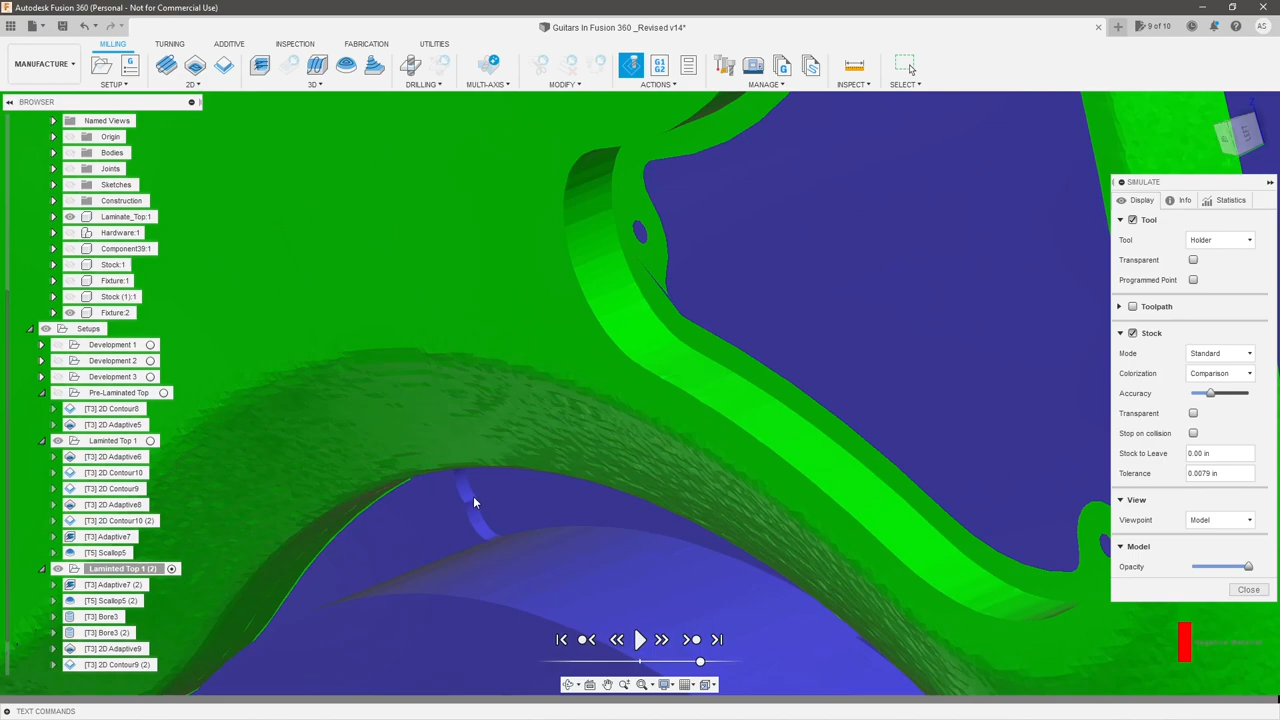 Autodesk Fusion 360 (Personal - Not for Commercial Use)
Guitars In Fusion 360 _Revised v14*
9 of 10
AS
MILLING
TURNING
ADDITIVE
INSPECTION
FABRICATION
UTILITIES
MANUFACTURE
G1
G2
G
G
SETUP
2D
3D
DRILLING
MULTI-AXIS
MODIFY
ACTIONS
MANAGE
INSPECT
SELECT
BROWSER
Named Views
Origin
Bodies
Joints
Sketches
Construction
Laminate_Top:1
Hardware:1
Component39:1
Stock:1
Fixture:1
Stock (1):1
Fixture:2
Setups
Development 1
Development 2
Development 3
Pre-Laminated Top
[T3] 2D Contour8
[T3] 2D Adaptive5
Laminted Top 1
[T3] 2D Adaptive6
[T3] 2D Contour10
[T3] 2D Contour9
[T3] 2D Adaptive8
[T3] 2D Contour10 (2)
[T3] Adaptive7
[T5] Scallop5
Laminted Top 1 (2)
[T3] Adaptive7 (2)
[T5] Scallop5 (2)
[T3] Bore3
[T3] Bore3 (2)
[T3] 2D Adaptive9
[T3] 2D Contour9 (2)
LEFT
Z
SIMULATE
Display
Info
Statistics
Tool
Tool
Holder
Transparent
Programmed Point
Toolpath
Stock
Mode
Standard
Colorization
Comparison
Accuracy
Transparent
Stop on collision
Stock to Leave
0.00 in
Tolerance
0.0079 in
View
Viewpoint
Model
Model
Opacity
Close
TEXT COMMANDS